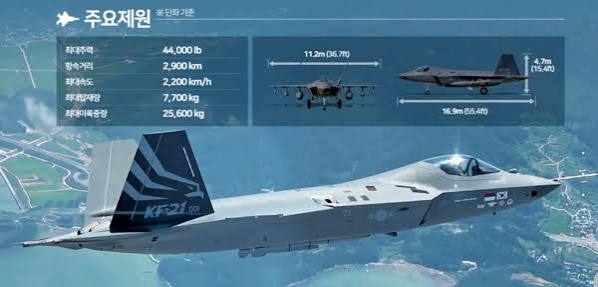 주요제원 ※ 단좌 기준
최대추력 44,000 lb
항속거리 2,900 km
최대속도 2,200 km/h
최대탑재량 7,700 kg
최대이륙중량 25,600 kg
11.2m (36.7ft)
4.7m
(15.4ft)
16.9m (55.4ft)
KF-21